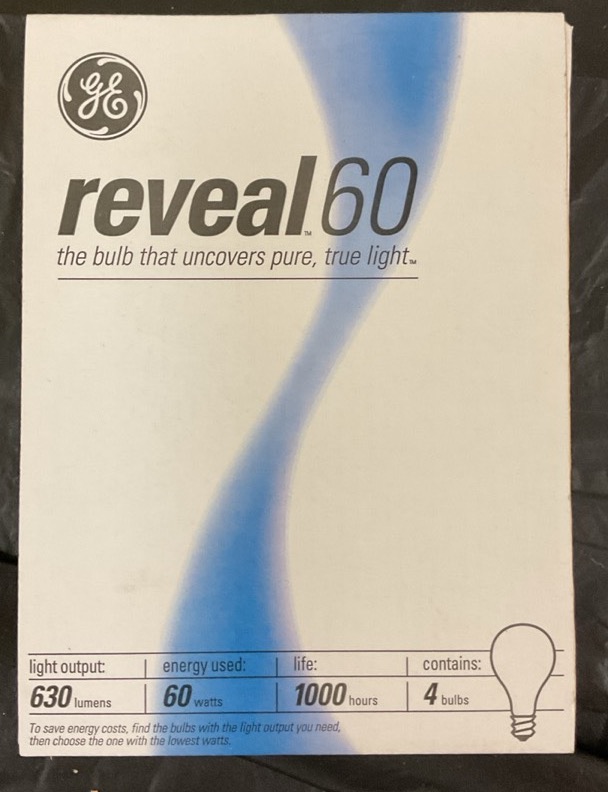 GE
reveal™ 60
the bulb that uncovers pure, true light™
light output: energy used: life: contains:
630 lumens 60 watts 1000 hours 4 bulbs
To save energy costs, find the bulbs with the light output you need,
then choose the one with the lowest watts.